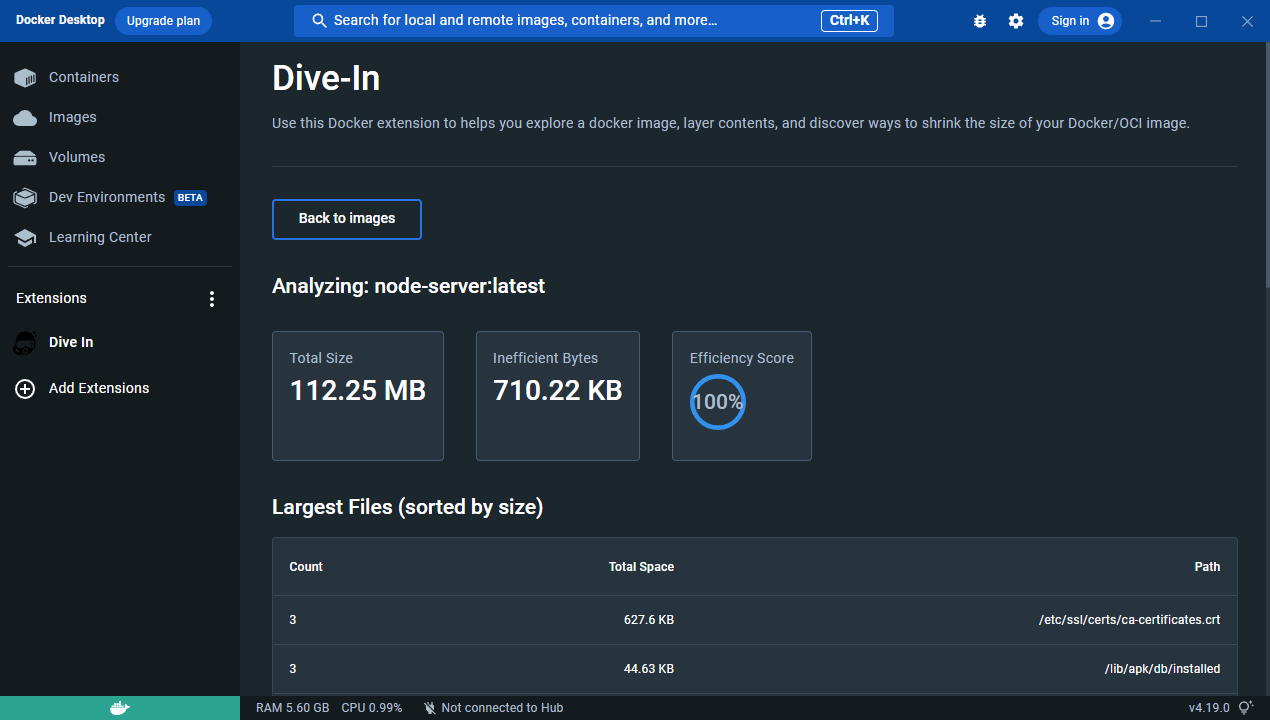 Docker Desktop
Upgrade plan
Search for local and remote images, containers, and more...
Ctrl+K
Sign in
Containers
Images
Volumes
Dev Environments BETA
Learning Center
Extensions
Dive In
Add Extensions
Dive-In
Use this Docker extension to helps you explore a docker image, layer contents, and discover ways to shrink the size of your Docker/OCI image.
Back to images
Analyzing: node-server:latest
Total Size
112.25 MB
Inefficient Bytes
710.22 KB
Efficiency Score
100%
Largest Files (sorted by size)
Count Total Space Path
3 627.6 KB /etc/ssl/certs/ca-certificates.crt
3 44.63 KB /lib/apk/db/installed
RAM 5.60 GB CPU 0.99% Not connected to Hub v4.19.0